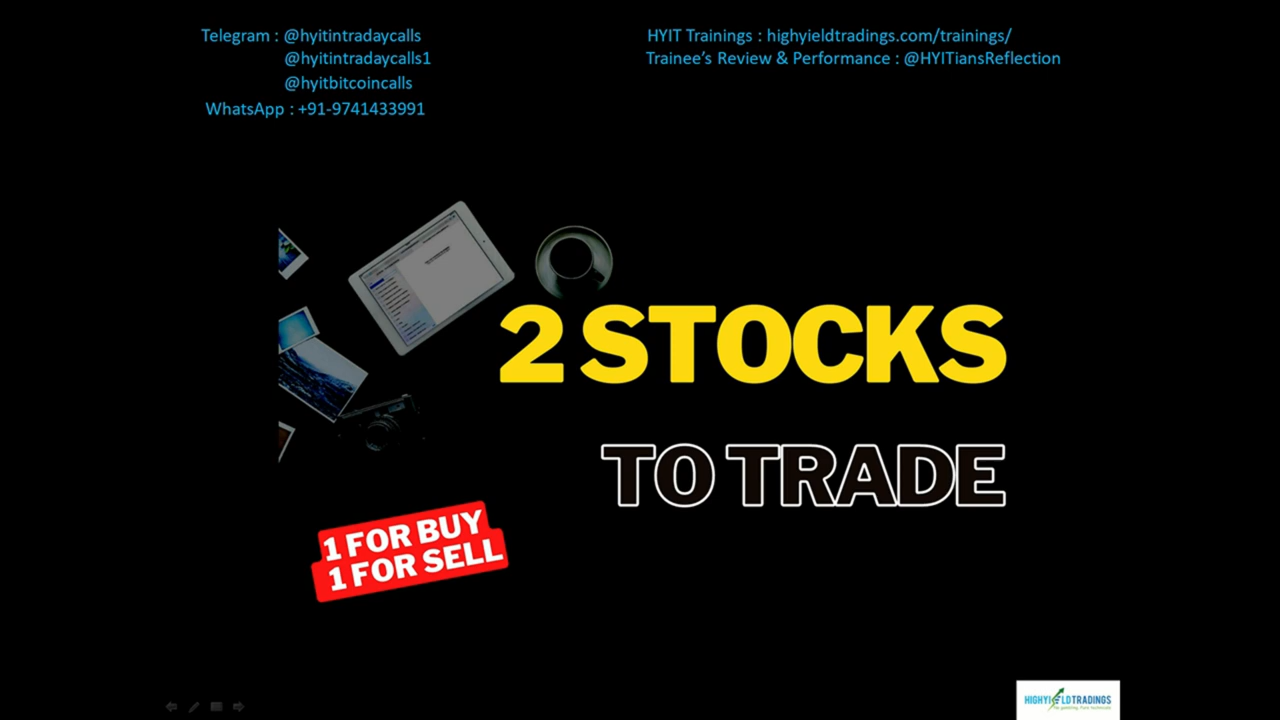 Telegram : @hyitintradaycalls
@hyitintradaycalls1
@hyitbitcoincalls
WhatsApp : +91-9741433991
HYIT Trainings : highyieldtradings.com/trainings/
Trainee's Review & Performance : @HYITiansReflection
2 STOCKS
TO TRADE
1 FOR BUY
1 FOR SELL
HIGHYIELDTRADINGS